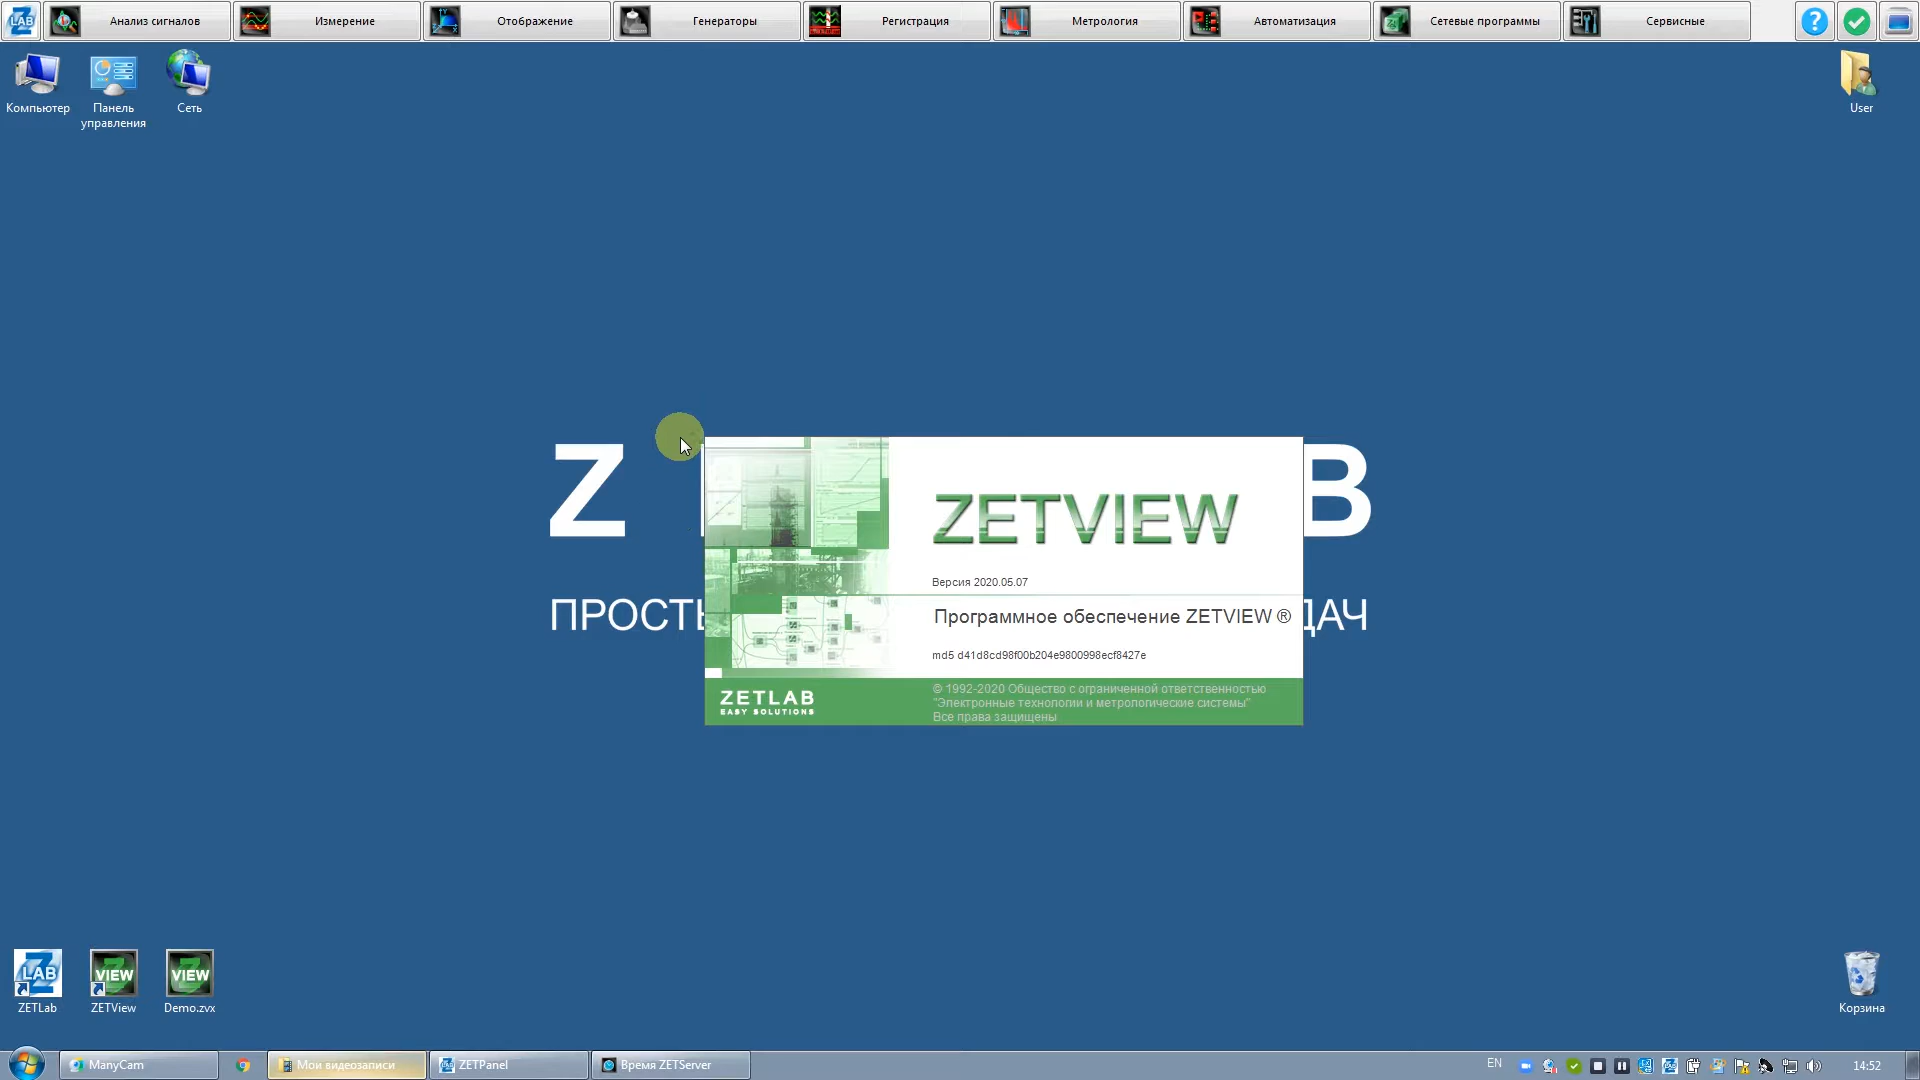 Анализ сигналов
Измерение
Отображение
Генераторы
Регистрация
Метрология
Автоматизация
Сетевые программы
Сервисные
Компьютер
Панель
управления
Сеть
User
Z
B
ПРОСТ
ДАЧ
ZETVIEW
Версия 2020.05.07
Программное обеспечение ZETVIEW ®
md5 d41d8cd98f00b204e9800998ecf8427e
ZETLAB
EASY SOLUTIONS
© 1992-2020 Общество с ограниченной ответственностью
"Электронные технологии и метрологические системы"
Все права защищены
LAB
VIEW
VIEW
ZETLab
ZETView
Demo.zvx
Корзина
ManyCam
Мои видеозаписи
ZETPanel
Время ZETServer
EN
14:52